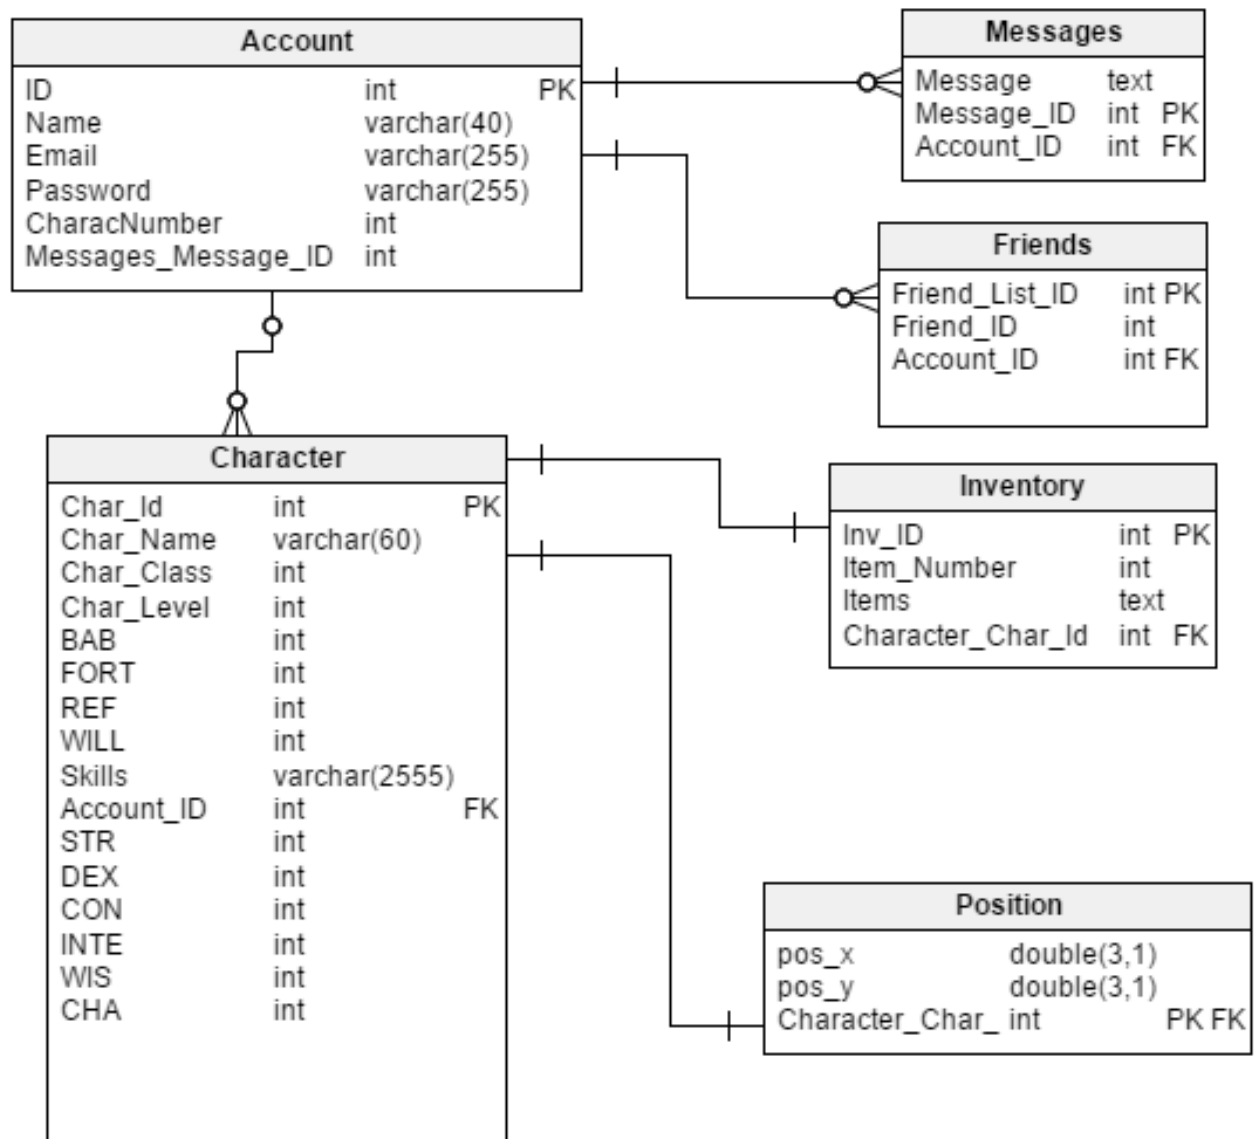 Account
ID int PK
Name varchar(40)
Email varchar(255)
Password varchar(255)
CharacNumber int
Messages_Message_ID int
Messages
Message text
Message_ID int PK
Account_ID int FK
Friends
Friend_List_ID int PK
Friend_ID int
Account_ID int FK
Character
Char_Id int PK
Char_Name varchar(60)
Char_Class int
Char_Level int
BAB int
FORT int
REF int
WILL int
Skills varchar(2555)
Account_ID int FK
STR int
DEX int
CON int
INTE int
WIS int
CHA int
Inventory
Inv_ID int PK
Item_Number int
Items text
Character_Char_Id int FK
Position
pos_x double(3,1)
pos_y double(3,1)
Character_Char_ int PK FK